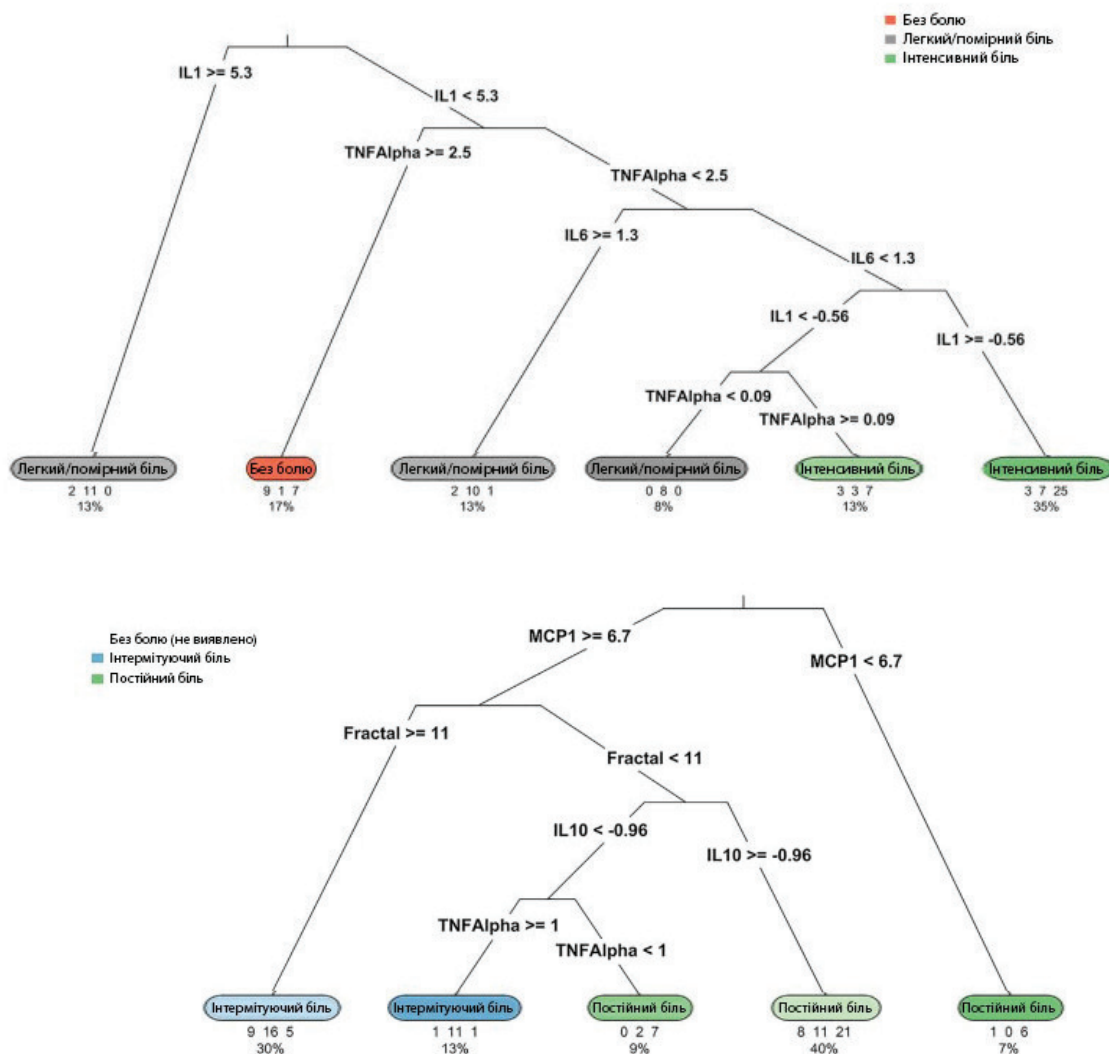 Без болю
Легкий/помірний біль
Інтенсивний біль
IL1 >= 5.3
IL1 < 5.3
TNFAlpha >= 2.5
TNFAlpha < 2.5
IL6 >= 1.3
IL6 < 1.3
IL1 < -0.56
IL1 >= -0.56
TNFAlpha < 0.09
TNFAlpha >= 0.09
Легкий/помірний біль
Без болю
Легкий/помірний біль
Легкий/помірний біль
Інтенсивний біль
Інтенсивний біль
2 11 0
9 1 7
2 10 1
0 8 0
3 3 7
3 7 25
13%
17%
13%
8%
13%
35%
Без болю (не виявлено)
Інтермітуючий біль
Постійний біль
MCP1 >= 6.7
MCP1 < 6.7
Fractal >= 11
Fractal < 11
IL10 < -0.96
IL10 >= -0.96
TNFAlpha >= 1
TNFAlpha < 1
Інтермітуючий біль
Інтермітуючий біль
Постійний біль
Постійний біль
Постійний біль
9 16 5
1 11 1
0 2 7
8 11 21
1 0 6
30%
13%
9%
40%
7%